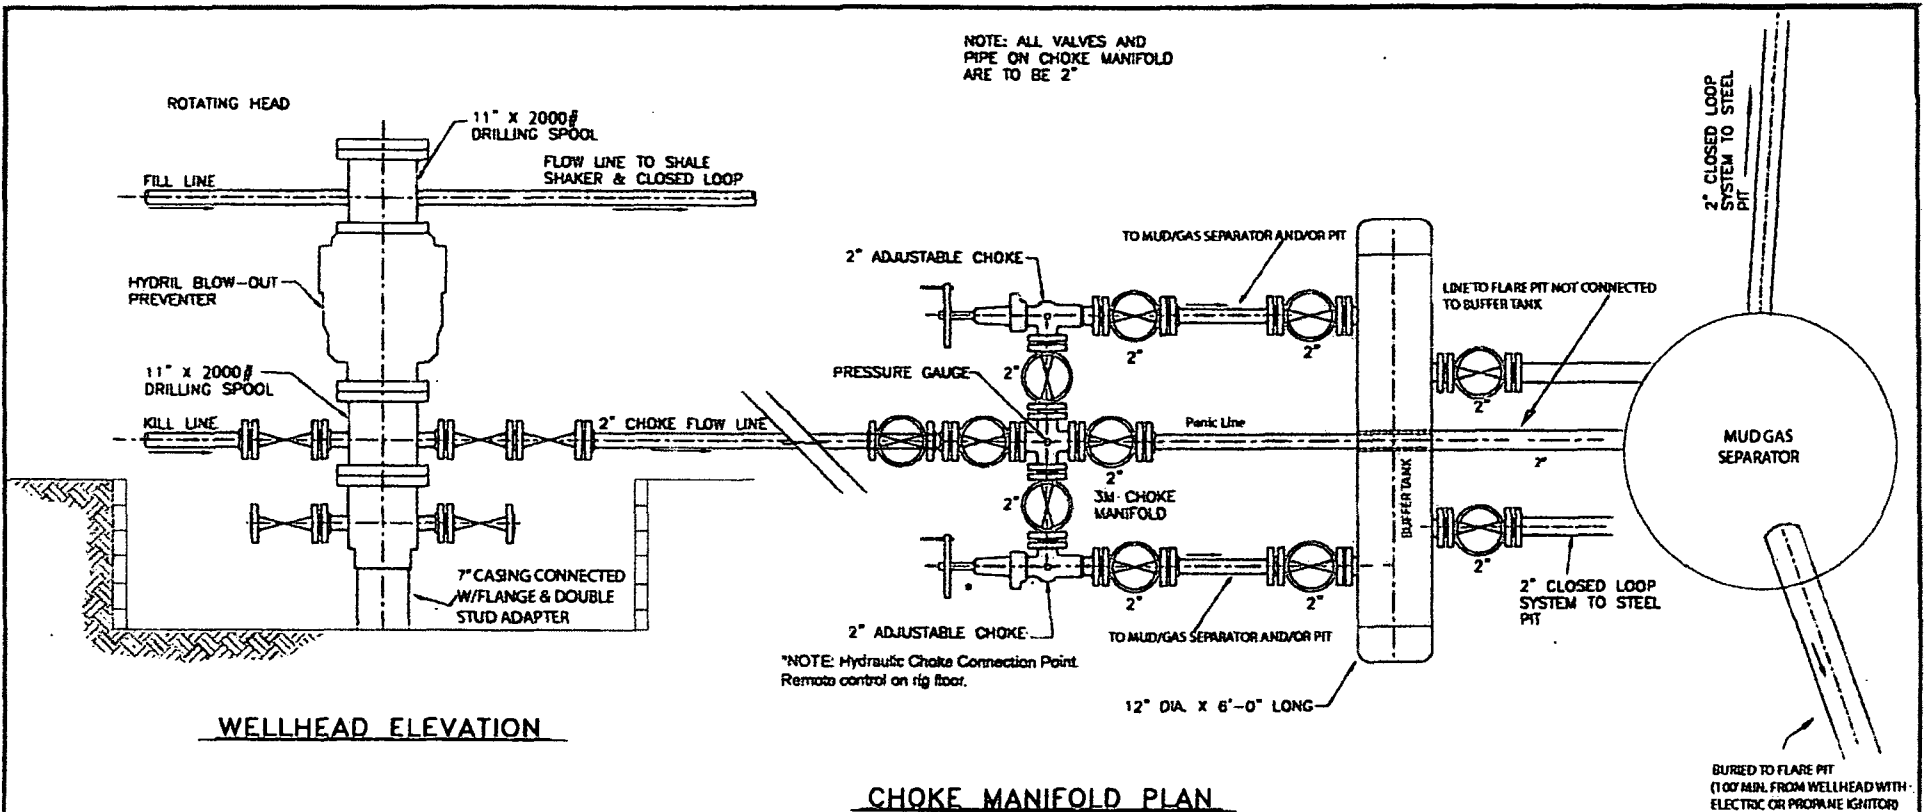 NOTE: ALL VALVES AND
PIPE ON CHOKE MANIFOLD
ARE TO BE 2"
ROTATING HEAD
11" X 2000#
DRILLING SPOOL
FLOW LINE TO SHALE
SHAKER & CLOSED LOOP
FILL LINE
HYDRIL BLOW-OUT
PREVENTER
11" X 2000#
DRILLING SPOOL
KILL LINE
2" CHOKE FLOW LINE
7" CASING CONNECTED
W/FLANGE & DOUBLE
STUD ADAPTER
WELLHEAD ELEVATION
2" ADJUSTABLE CHOKE
TO MUD/GAS SEPARATOR AND/OR PIT
2"
2"
2"
PRESSURE GAUGE
Panic Line
2"
2"
3M CHOKE
MANIFOLD
2"
2"
2" ADJUSTABLE CHOKE
TO MUD/GAS SEPARATOR AND/OR PIT
*
*NOTE: Hydraulic Choke Connection Point.
Remote control on rig floor.
BUFFER TANK
12" DIA. X 6'-0" LONG
LINE TO FLARE PIT NOT CONNECTED
TO BUFFER TANK
2"
2"
2"
2" CLOSED LOOP
SYSTEM TO STEEL
PIT
2" CLOSED LOOP
SYSTEM TO STEEL
PIT
MUD GAS
SEPARATOR
BURIED TO FLARE PIT
(100' MIN. FROM WELLHEAD WITH
ELECTRIC OR PROPANE IGNITOR)
CHOKE MANIFOLD PLAN